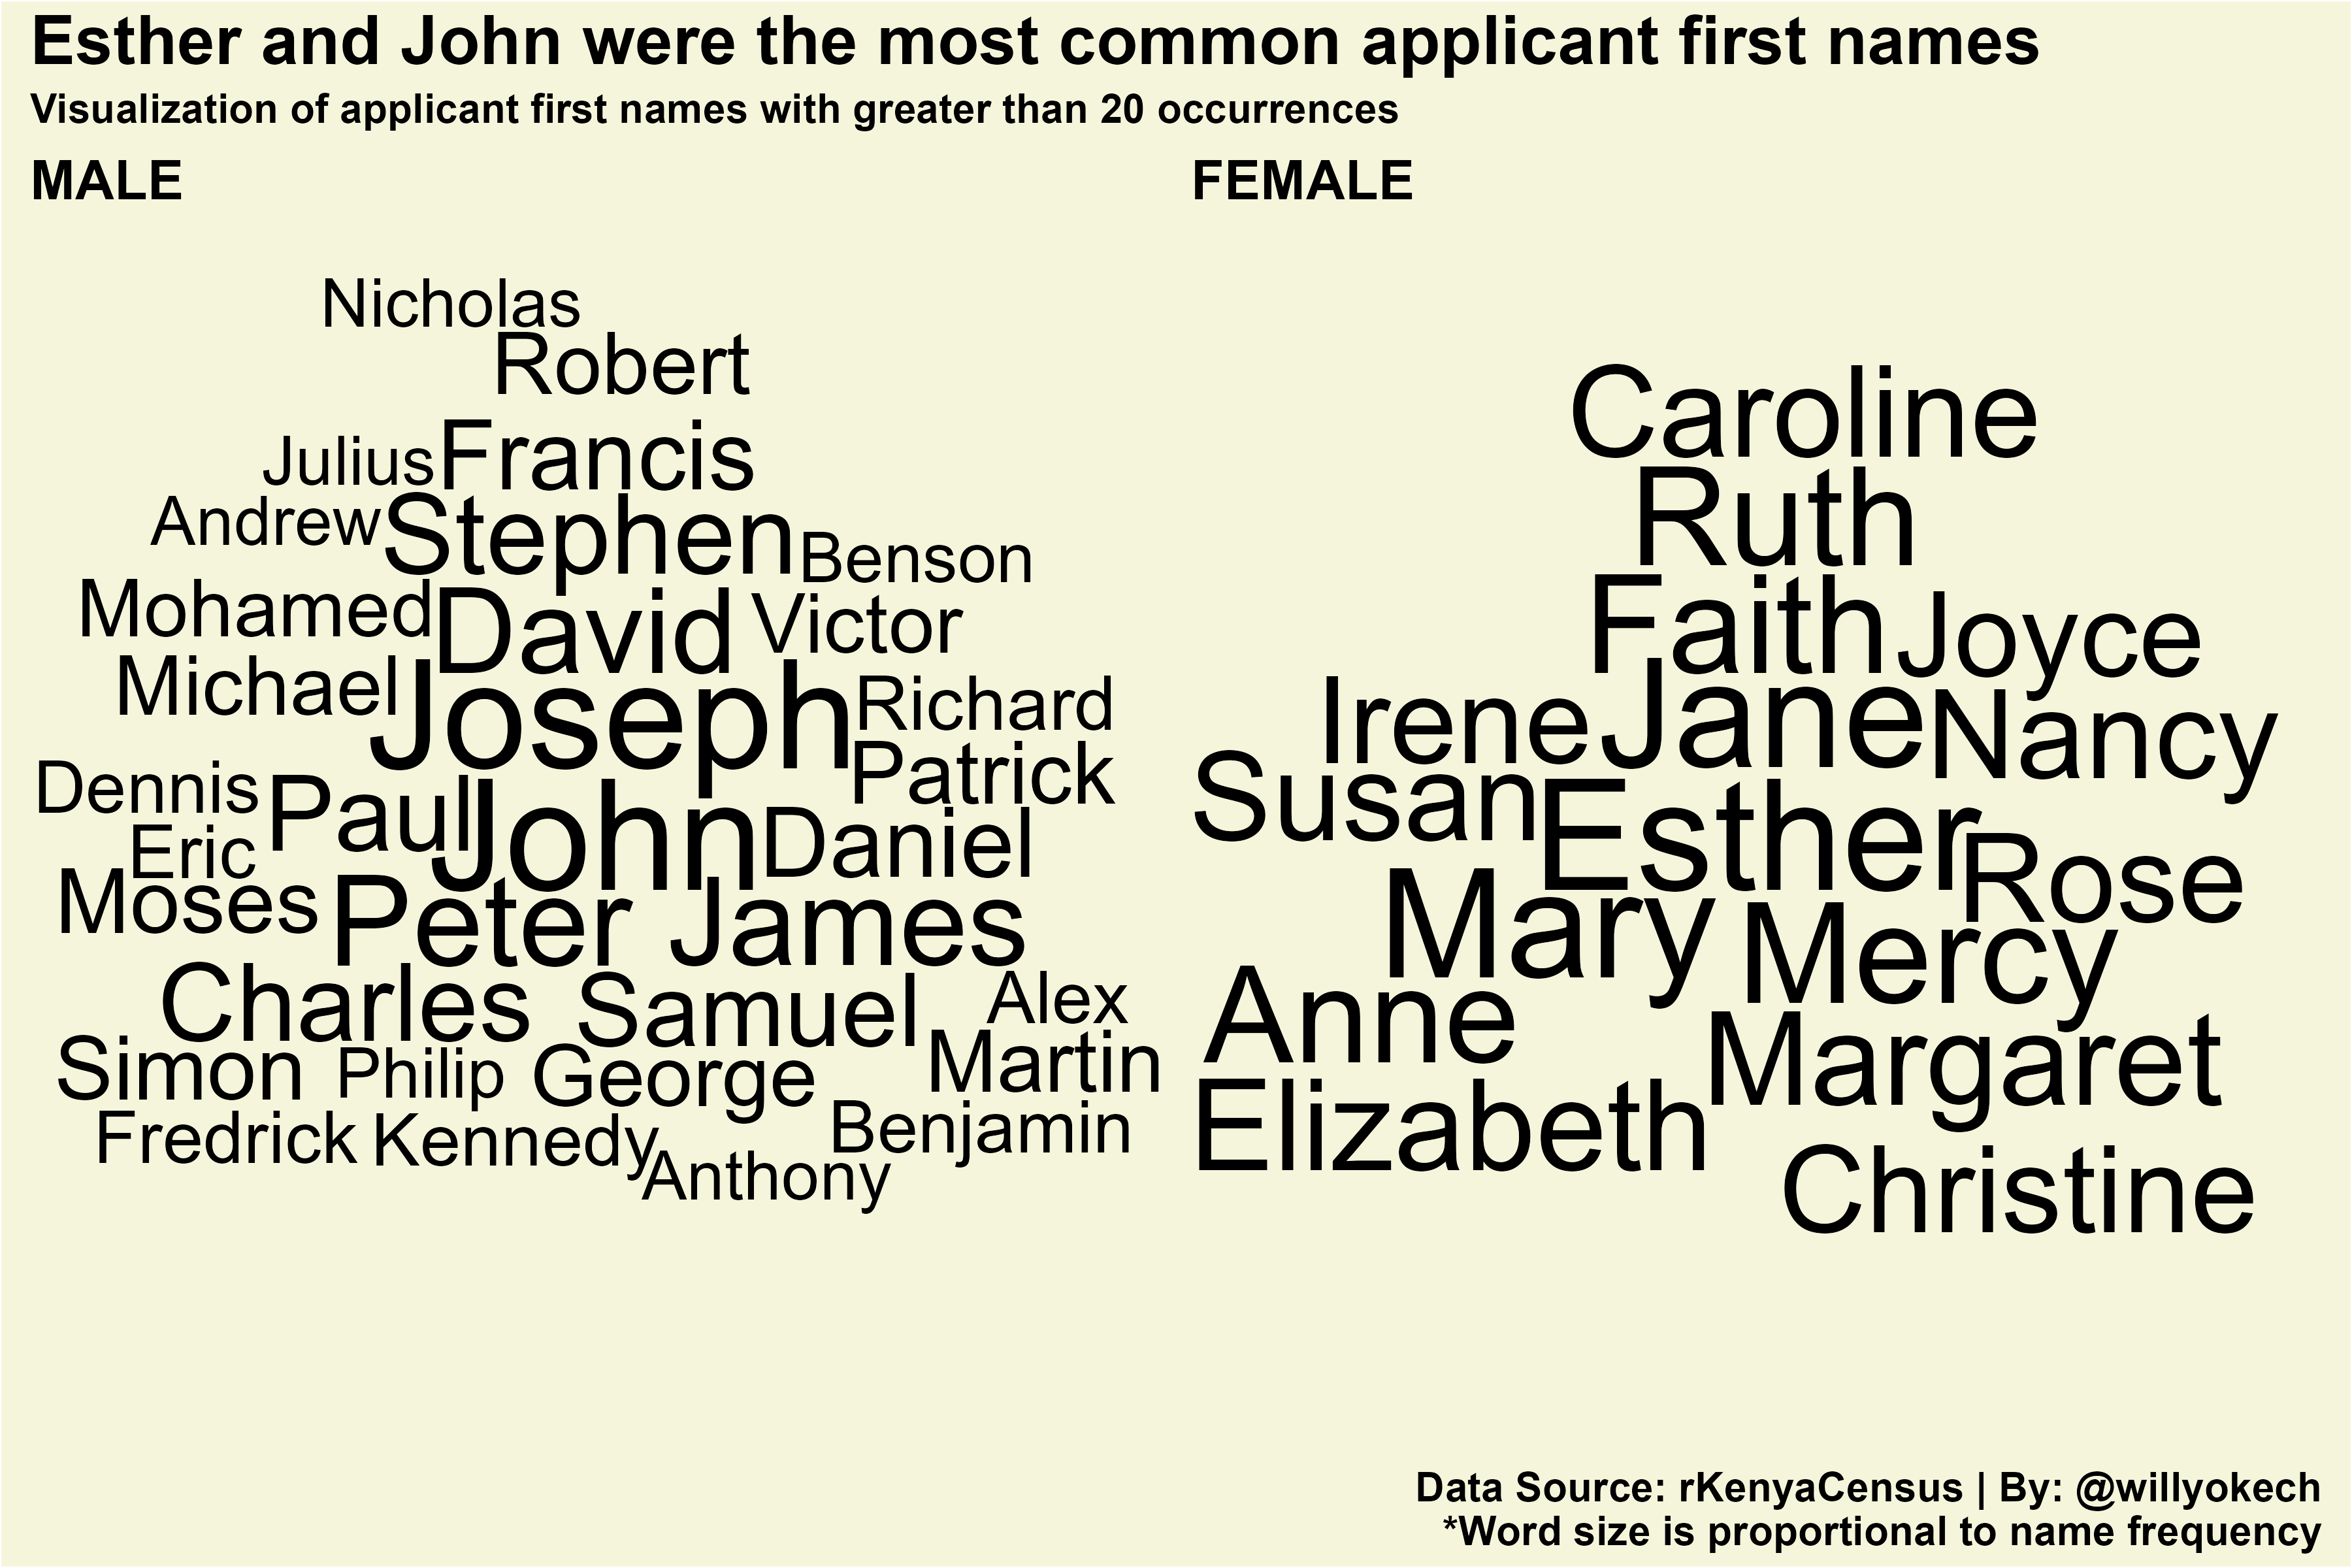 Esther and John were the most common applicant first names
Visualization of applicant first names with greater than 20 occurrences
MALE
Nicholas
Robert
Julius Francis
Andrew Stephen Benson
Mohamed David Victor
Michael Joseph Richard
Patrick
Dennis Paul John Daniel
Eric
Moses Peter James
Charles Samuel Alex
Simon Philip George Martin
Fredrick Kennedy Benjamin
Anthony
FEMALE
Caroline
Ruth
Faith Joyce
Irene Jane Nancy
Susan Esther Rose
Mary Mercy
Anne Margaret
Elizabeth
Christine
Data Source: rKenyaCensus | By: @willyokech
*Word size is proportional to name frequency